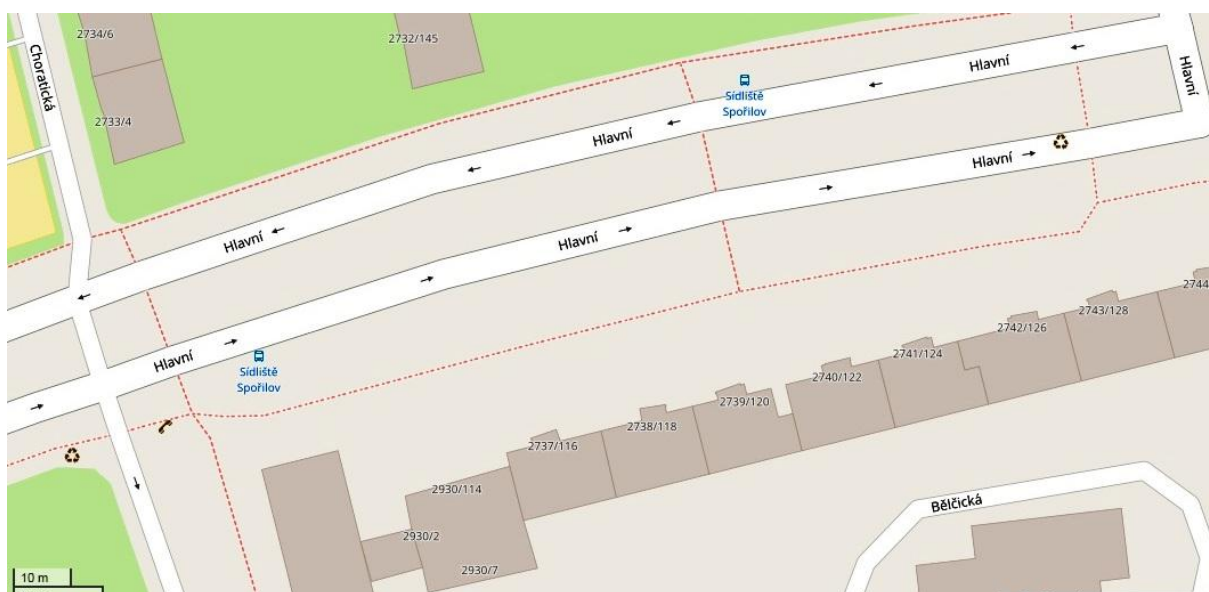 2734/6
2732/145
Choratická
Hlavní
Hlavní
Sídliště
Spořilov
2733/4
Hlavní
Hlavní
Hlavní
Hlavní
Hlavní
Sídliště
Spořilov
2744
2743/128
2742/126
2741/124
2740/122
2739/120
2738/118
2737/116
2930/114
2930/2
2930/7
Bělčická
10 m